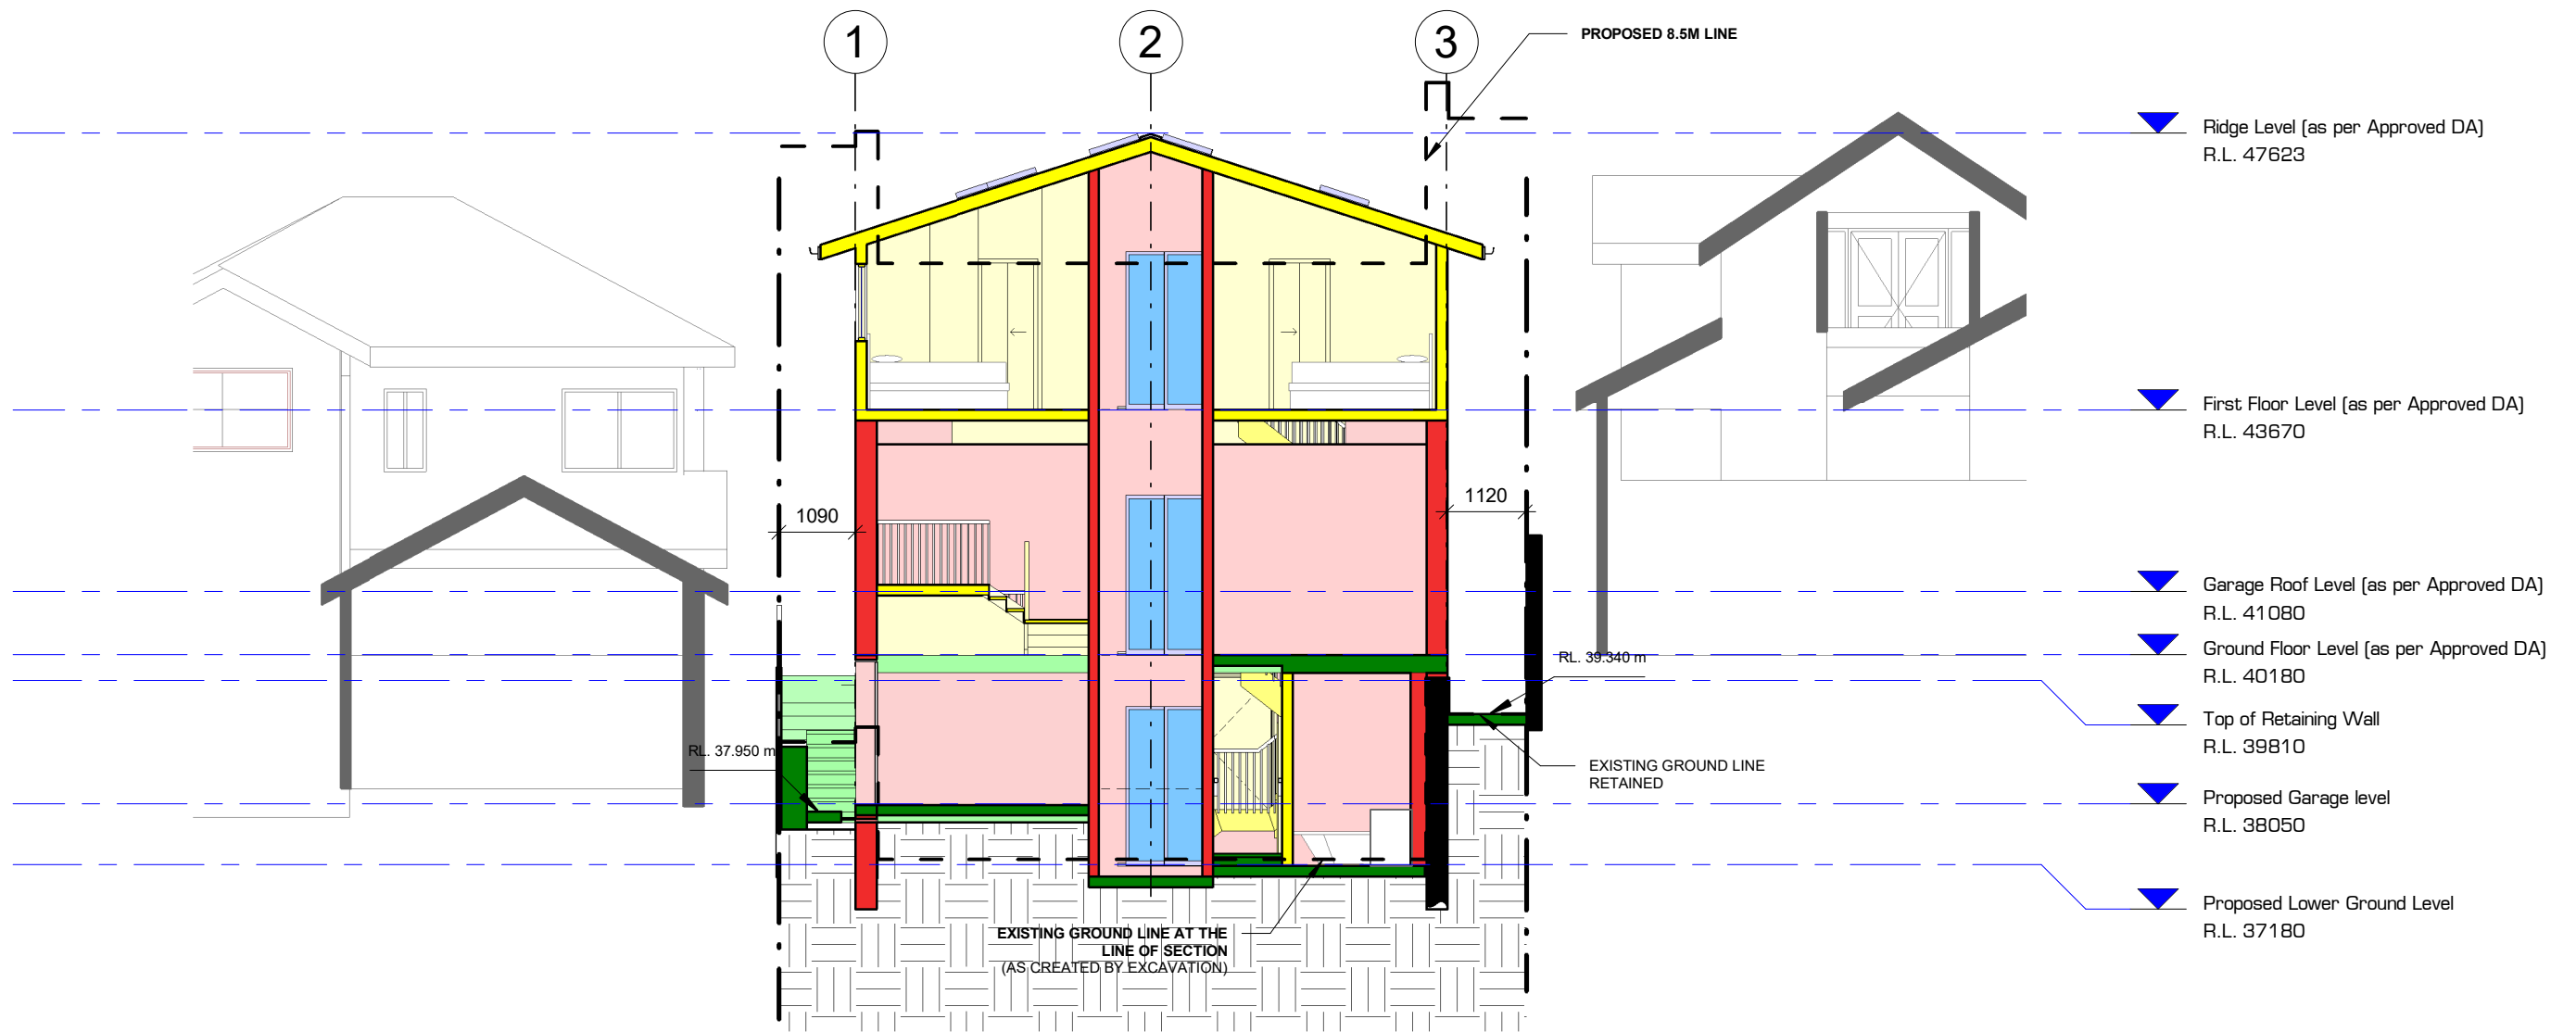 1
2
3
PROPOSED 8.5M LINE
Ridge Level (as per Approved DA)
R.L. 47623
First Floor Level (as per Approved DA)
R.L. 43670
1090
1120
Garage Roof Level (as per Approved DA)
R.L. 41080
Ground Floor Level (as per Approved DA)
R.L. 40180
RL. 39.340 m
Top of Retaining Wall
R.L. 39810
RL. 37.950 m
EXISTING GROUND LINE
RETAINED
Proposed Garage level
R.L. 38050
Proposed Lower Ground Level
R.L. 37180
EXISTING GROUND LINE AT THE
LINE OF SECTION
(AS CREATED BY EXCAVATION)